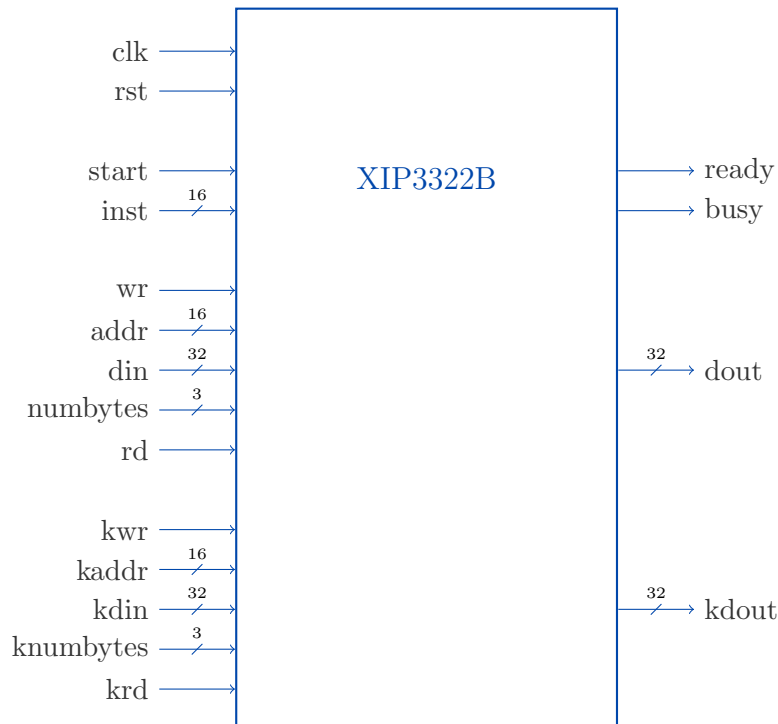 clk
rst
start
XIP3322B
ready
16
inst
busy
wr
16
addr
32
din
32
dout
3
numbytes
rd
kwr
16
kaddr
32
kdin
32
kdout
3
knumbytes
krd